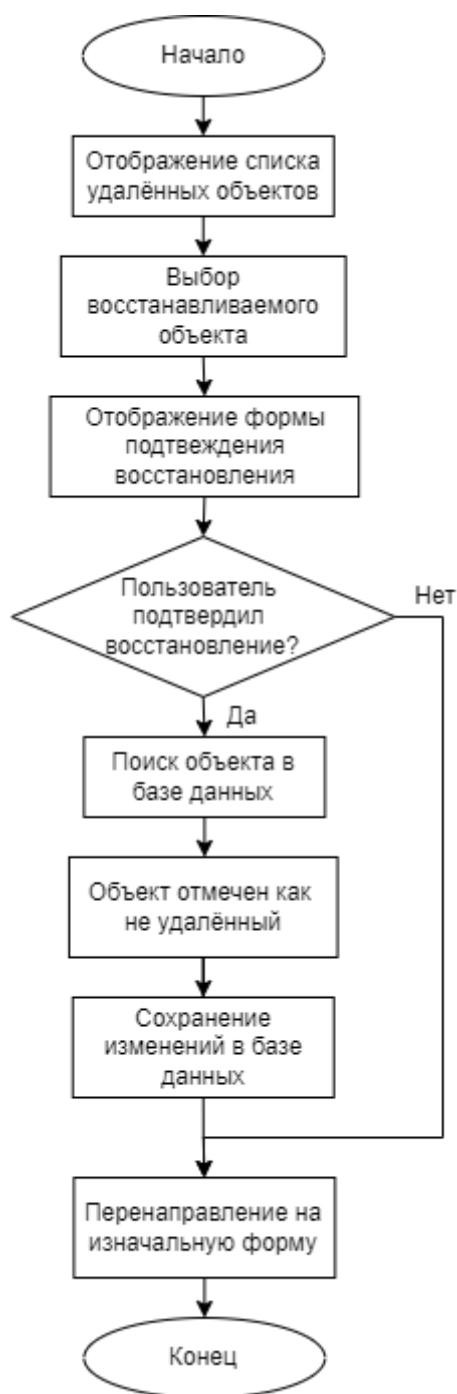 Начало
Отображение списка
удалённых объектов
Выбор
восстанавливаемого
объекта
Отображение формы
подтвеждения
восстановления
Пользователь
подтвердил
восстановление?
Нет
Да
Поиск объекта в
базе данных
Объект отмечен как
не удалённый
Сохранение
изменений в базе
данных
Перенаправление на
изначальную форму
Конец